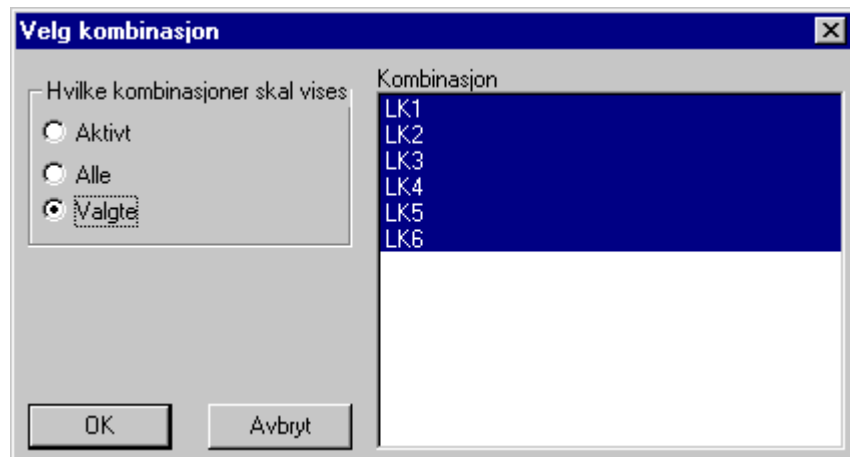 Velg kombinasjon
Hvilke kombinasjoner skal vises
Aktivt
Alle
Valgte
Kombinasjon
LK1
LK2
LK3
LK4
LK5
LK6
OK
Avbryt